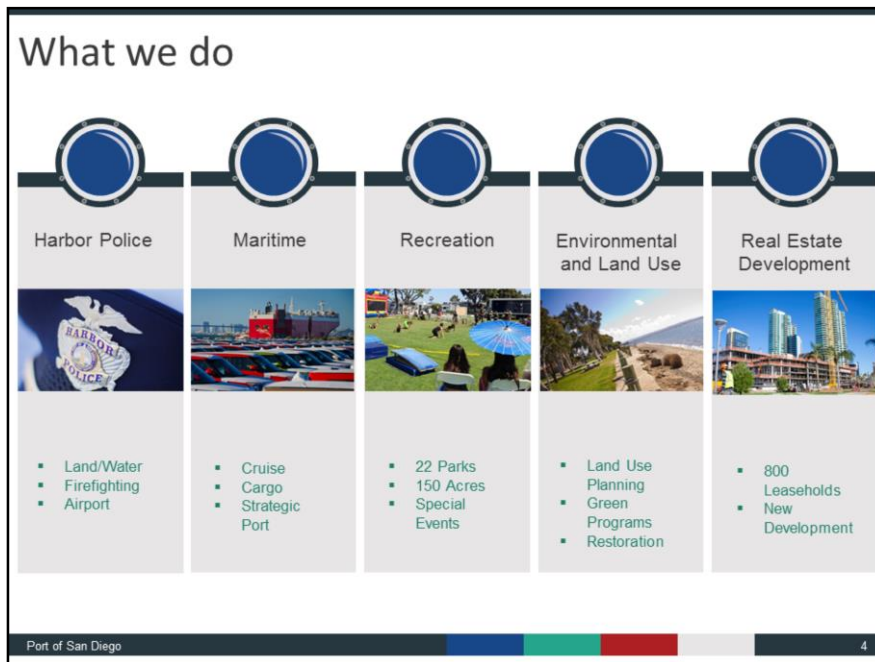 What we do
Harbor Police
HARBOR
POLICE
Land/Water
Firefighting
Airport
Maritime
Cruise
Cargo
Strategic
Port
Recreation
22 Parks
150 Acres
Special
Events
Environmental
and Land Use
Land Use
Planning
Green
Programs
Restoration
Real Estate
Development
800
Leaseholds
New
Development
Port of San Diego
4